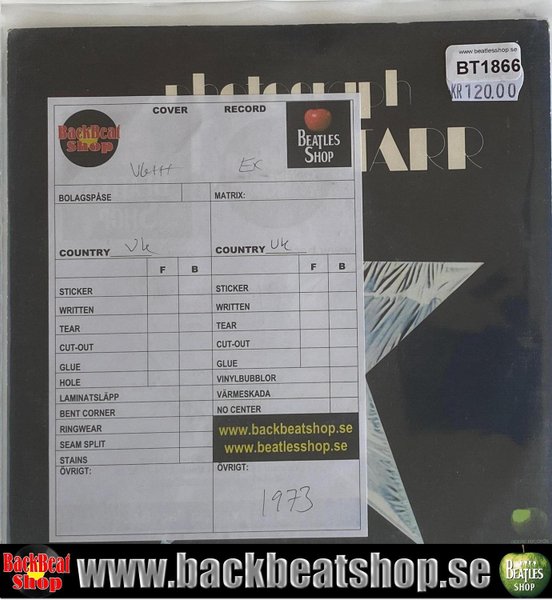 www.beatlesshop.se
BT1866
KR120.00
photograph
STARR
COVER RECORD
BackBeat Shop
BEATLES SHOP
VG+++ EX
BOLAGSPÅSE MATRIX:
COUNTRY UK COUNTRY UK
F B F B
STICKER STICKER
WRITTEN WRITTEN
TEAR TEAR
CUT-OUT CUT-OUT
GLUE GLUE
HOLE VINYLBUBBLOR
LAMINATSLÄPP VÄRMESKADA
BENT CORNER NO CENTER
RINGWEAR www.backbeatshop.se
SEAM SPLIT www.beatlesshop.se
STAINS
ÖVRIGT: ÖVRIGT:
1973
BackBeat Shop www.backbeatshop.se BEATLES SHOP